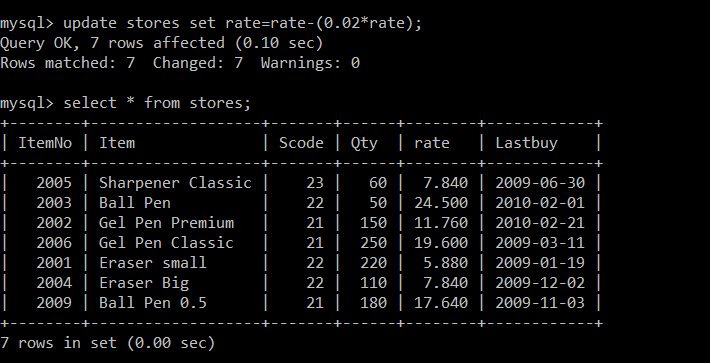 mysql> update stores set rate=rate-(0.02*rate);
Query OK, 7 rows affected (0.10 sec)
Rows matched: 7  Changed: 7  Warnings: 0

mysql> select * from stores;
+--------+-------------------+-------+------+--------+------------+
| ItemNo | Item              | Scode | Qty  | rate   | Lastbuy    |
+--------+-------------------+-------+------+--------+------------+
|   2005 | Sharpener Classic |    23 |   60 |  7.840 | 2009-06-30 |
|   2003 | Ball Pen          |    22 |   50 | 24.500 | 2010-02-01 |
|   2002 | Gel Pen Premium   |    21 |  150 | 11.760 | 2010-02-21 |
|   2006 | Gel Pen Classic   |    21 |  250 | 19.600 | 2009-03-11 |
|   2001 | Eraser small      |    22 |  220 |  5.880 | 2009-01-19 |
|   2004 | Eraser Big        |    22 |  110 |  7.840 | 2009-12-02 |
|   2009 | Ball Pen 0.5      |    21 |  180 | 17.640 | 2009-11-03 |
+--------+-------------------+-------+------+--------+------------+
7 rows in set (0.00 sec)